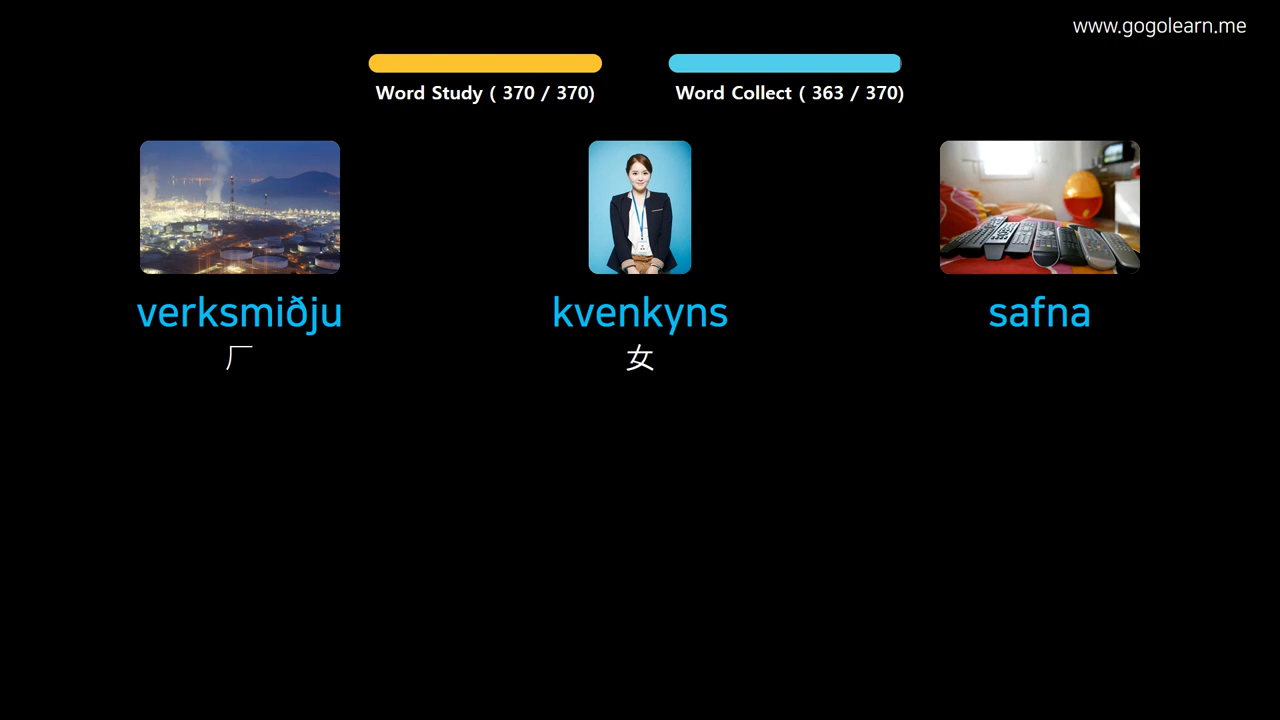 www.gogolearn.me
Word Study ( 370 / 370)
Word Collect ( 363 / 370)
verksmiðju
kvenkyns
safna
厂
女